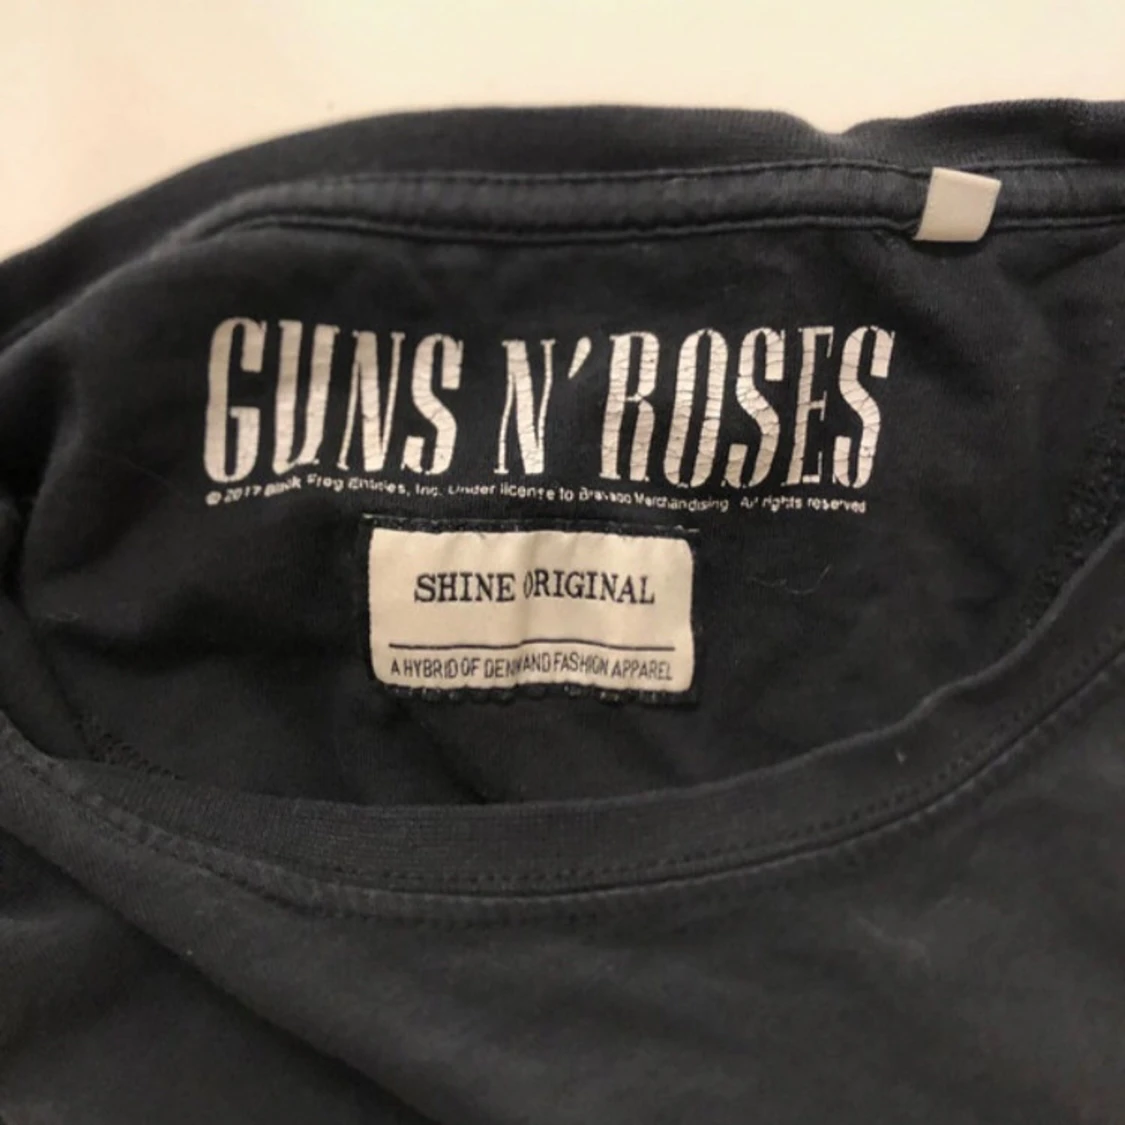 GUNS N' ROSES
© 2017 Black Frog Entities, Inc. Under license to Bravado Merchandising. All rights reserved
SHINE ORIGINAL
A HYBRID OF DENIM AND FASHION APPAREL